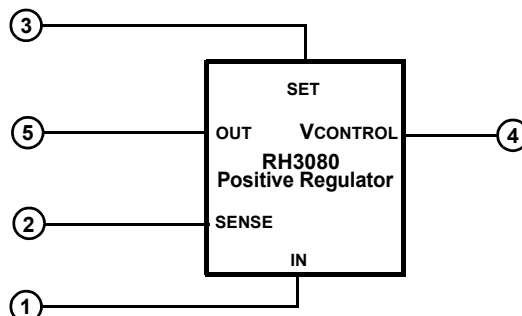 3
SET
5
OUT VCONTROL
4
RH3080
Positive Regulator
2
SENSE
IN
1